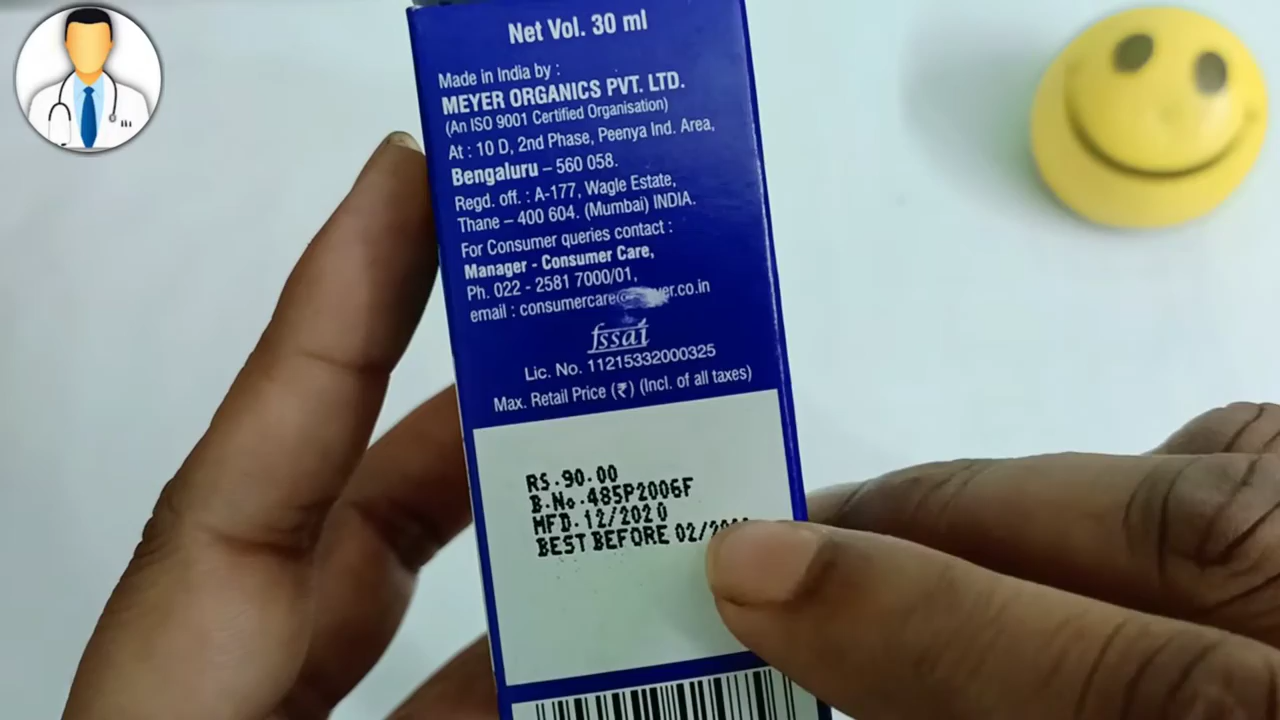 Net Vol. 30 ml
Made in India by :
MEYER ORGANICS PVT. LTD.
(An ISO 9001 Certified Organisation)
At : 10 D, 2nd Phase, Peenya Ind. Area,
Bengaluru – 560 058.
Regd. off. : A-177, Wagle Estate,
Thane – 400 604. (Mumbai) INDIA.
For Consumer queries contact :
Manager - Consumer Care,
Ph. 022 - 2581 7000/01,
email :
fssai
Lic. No. 11215332000325
Max. Retail Price (₹) (Incl. of all taxes)
RS.90.00
B.No.485P2006F
MFD.12/2020
BEST BEFORE